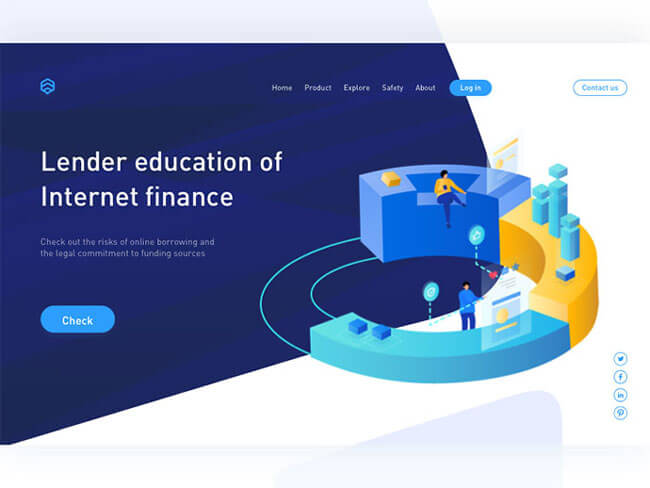 Home Product Explore Safety About Log in Contact us
Lender education of
Internet finance
Check out the risks of online borrowing and
the legal commitment to funding sources
Check